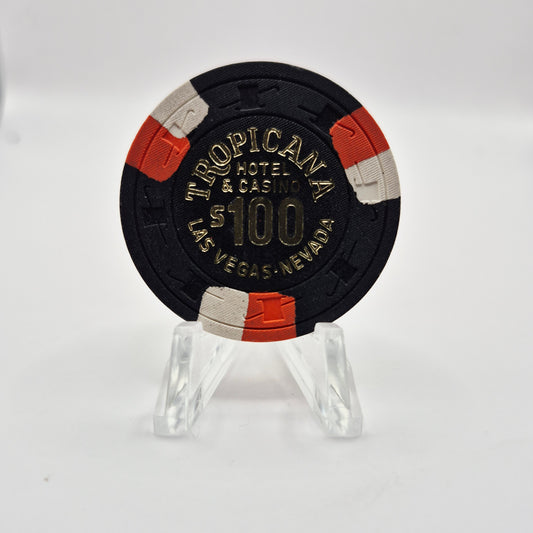 TROPICANA
HOTEL
& CASINO
$100
LAS VEGAS - NEVADA